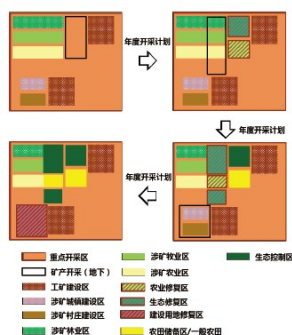 年度开采计划
年度开采计划
年度开采计划
重点开采区
涉矿牧业区
生态控制区
矿产开采（地下）
涉矿农业区
工矿建设区
农业修复区
涉矿城镇建设区
生态修复区
涉矿村庄建设区
建设用地修复区
涉矿林业区
农田储备区/一般农田